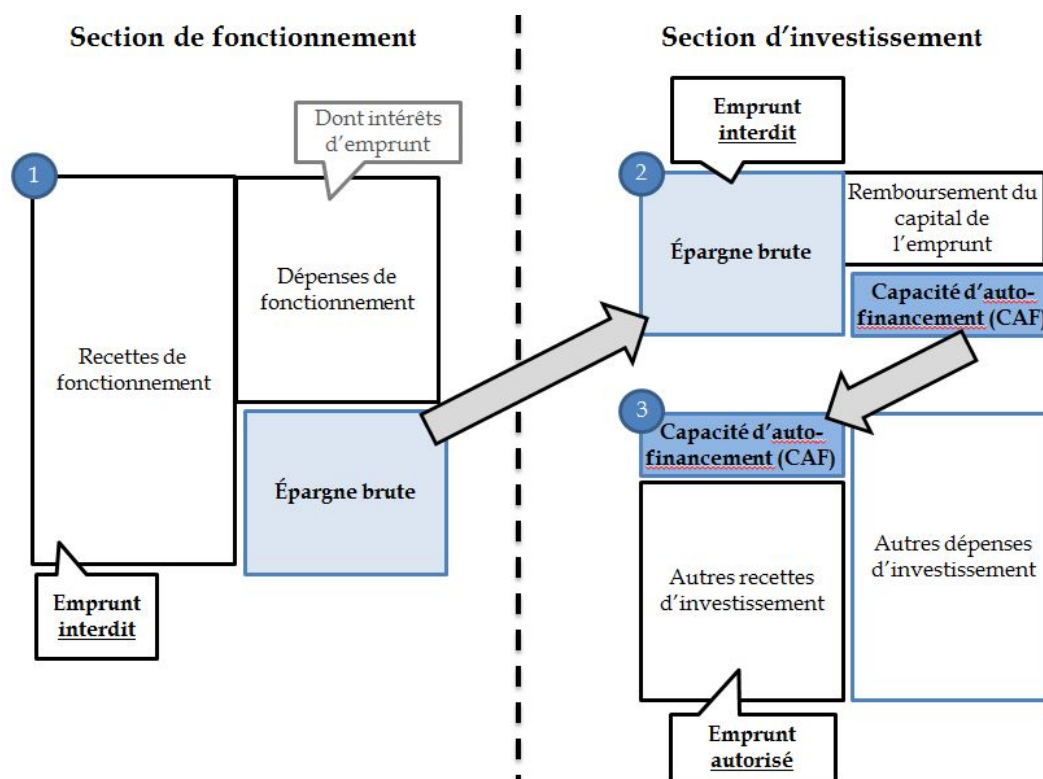 Section de fonctionnement
Dont intérêts
d'emprunt
1
Recettes de
fonctionnement
Dépenses de
fonctionnement
Épargne brute
Emprunt
interdit
Section d'investissement
Emprunt
interdit
2
Épargne brute
Remboursement du
capital de
l'emprunt
Capacité d'auto-
financement (CAF)
3
Capacité d'auto-
financement (CAF)
Autres recettes
d'investissement
Autres dépenses
d'investissement
Emprunt
autorisé